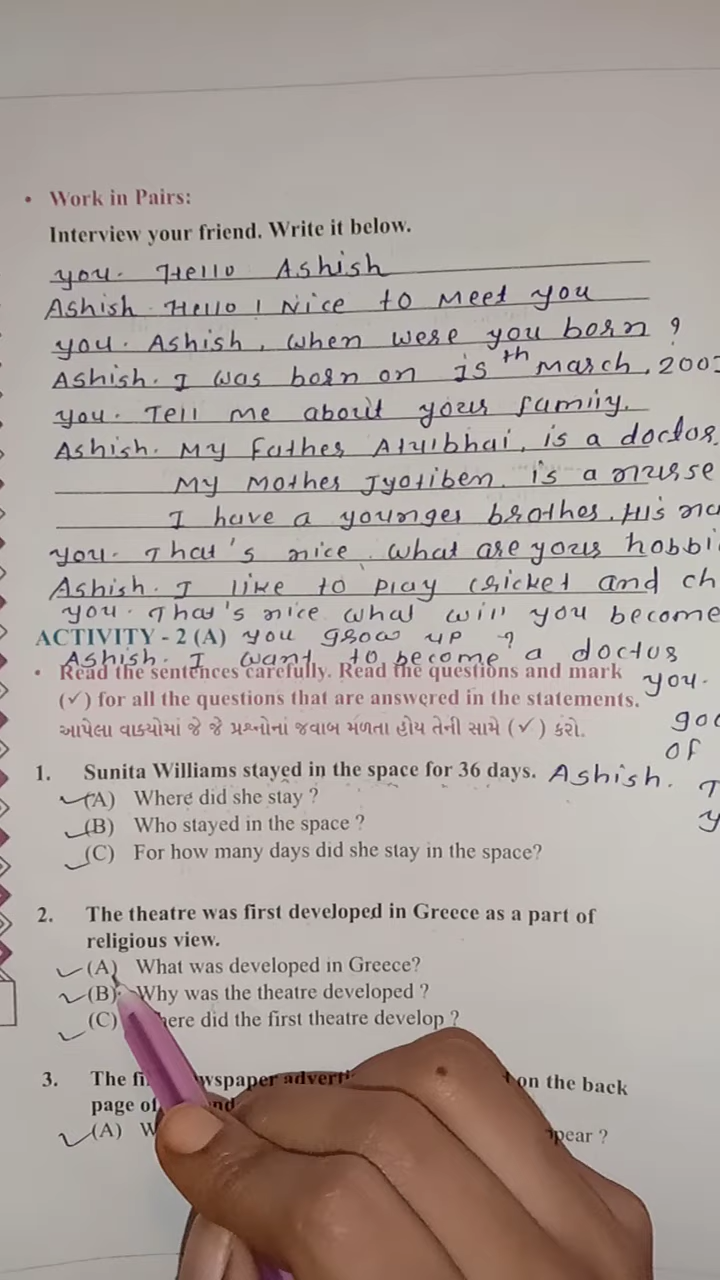 • Work in Pairs:
Interview your friend. Write it below.
you. Hello Ashish
Ashish. Hello! Nice to meet you
you. Ashish, when were you born ?
Ashish. I was born on 15th March, 200
you. Tell me about your family.
Ashish. My Father Atulbhai, is a doctor,
My Mother Jyotiben, is a nurse
I have a younger brother. His na
you. That's nice. what are your hobbi
Ashish. I like to play cricket and ch
you. That's nice what will you become
ACTIVITY - 2 (A) you grow up ?
Ashish. I want to become a doctor
• Read the sentences carefully. Read the questions and mark
(✓) for all the questions that are answered in the statements.
you.
આપેલા વાક્યોમાં જે જે પ્રશ્નોનાં જવાબ મળતા હોય તેની સામે (✓) કરો.
goo
of
1. Sunita Williams stayed in the space for 36 days. Ashish. T
✓(A) Where did she stay ?
y
✓(B) Who stayed in the space ?
✓(C) For how many days did she stay in the space?
2. The theatre was first developed in Greece as a part of
religious view.
✓(A) What was developed in Greece?
✓(B) Why was the theatre developed ?
✓(C) here did the first theatre develop ?
3. The fi wspaper adverti on the back
page of nd
✓(A) W pear ?